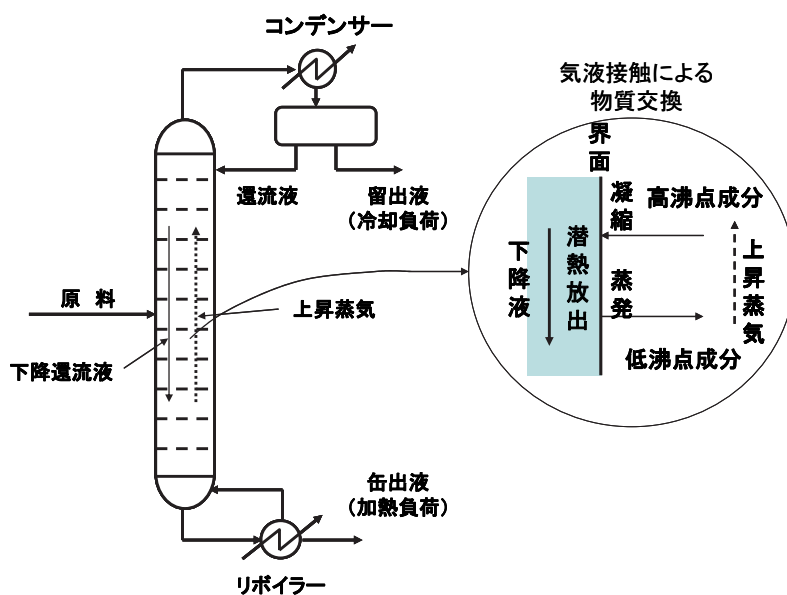 コンデンサー
還流液
留出液
(冷却負荷)
原 料
上昇蒸気
下降還流液
缶出液
(加熱負荷)
リボイラー
気液接触による
物質交換
界面
凝縮
高沸点成分
下降液
潜熱放出
上昇蒸気
蒸発
低沸点成分